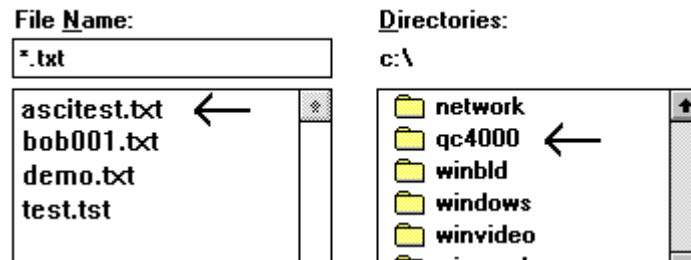 File Name:
*.txt
ascitest.txt
bob001.txt
demo.txt
test.tst
Directories:
c:\
network
qc4000
winbld
windows
winvideo